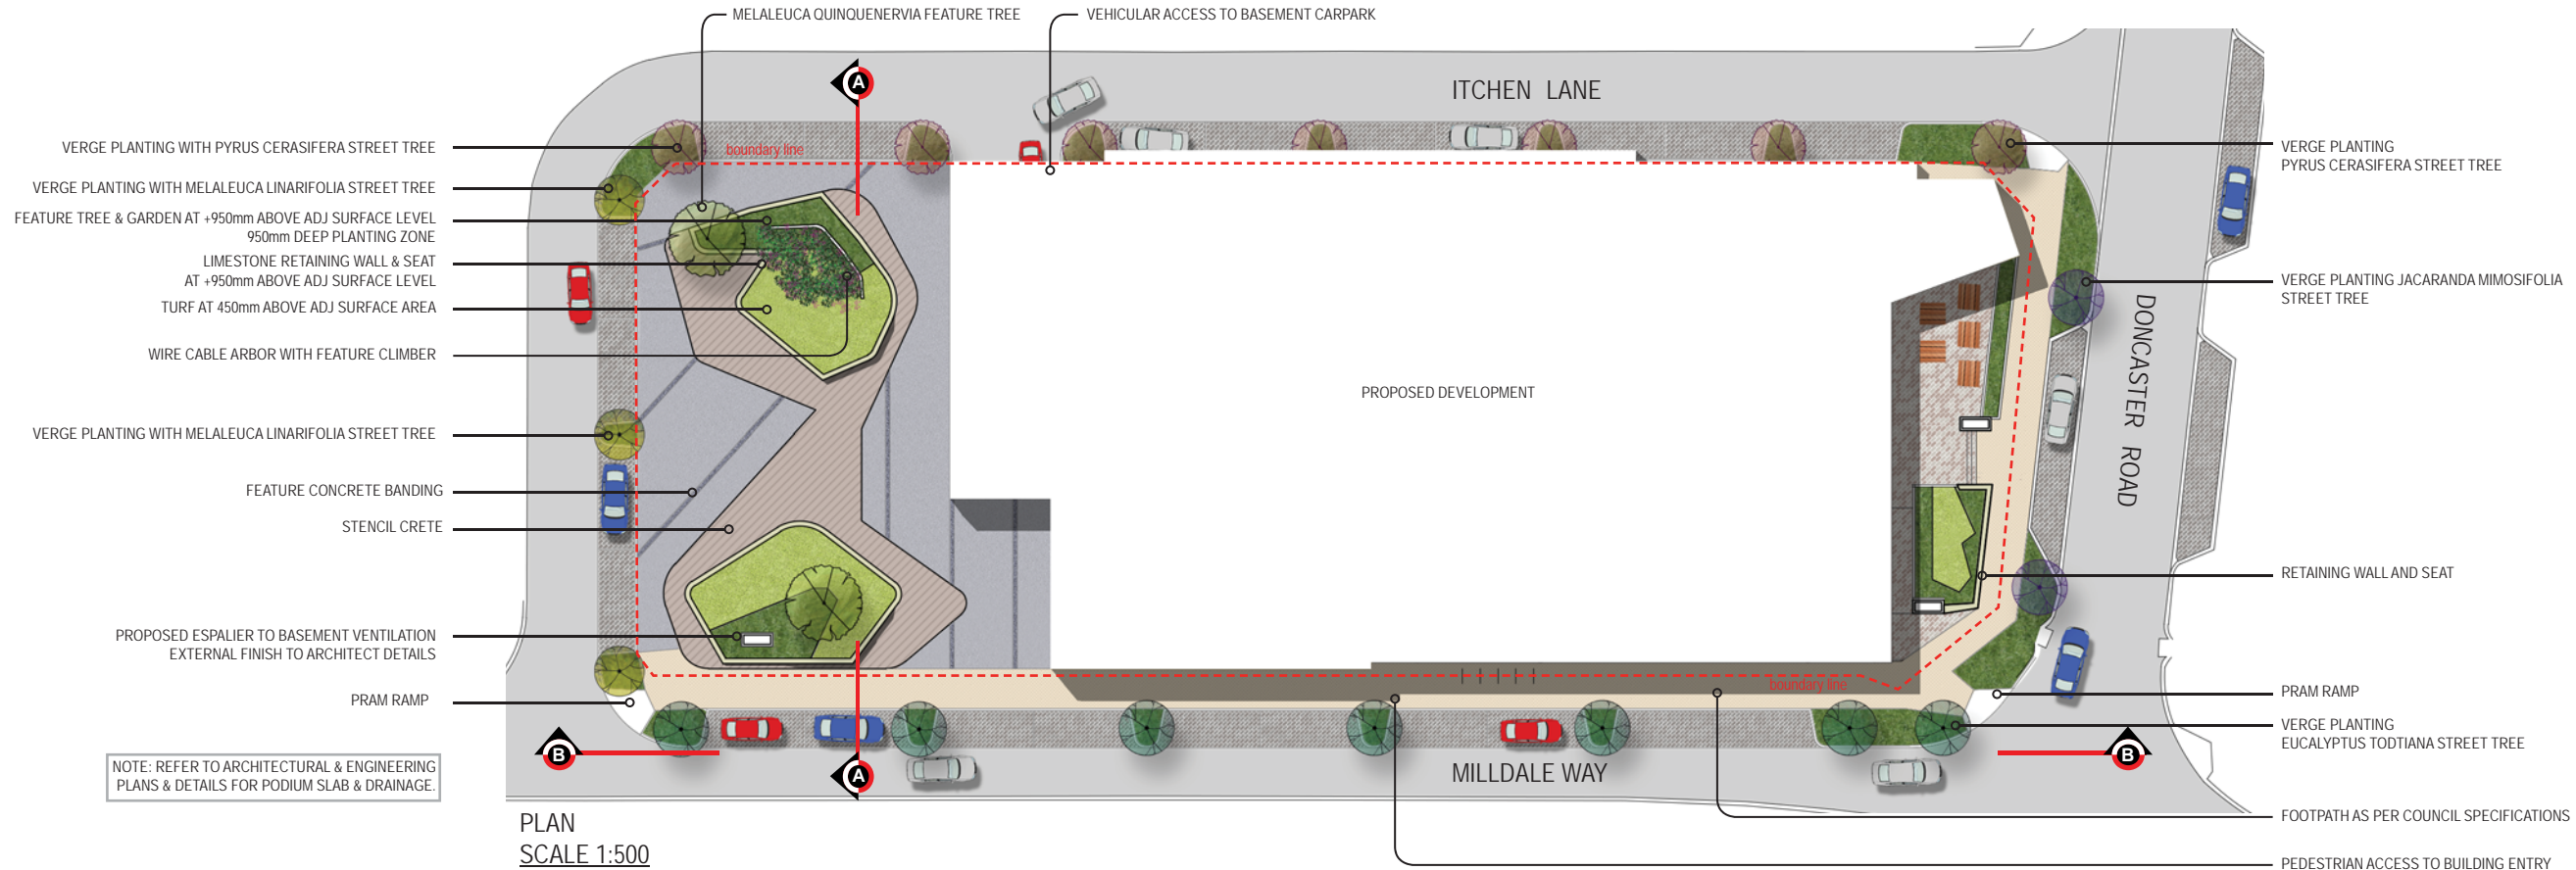 MELALEUCA QUINQUENERVIA FEATURE TREE
VEHICULAR ACCESS TO BASEMENT CARPARK
A
ITCHEN LANE
boundary line
VERGE PLANTING WITH PYRUS CERASIFERA STREET TREE
VERGE PLANTING WITH MELALEUCA LINARIFOLIA STREET TREE
FEATURE TREE & GARDEN AT +950mm ABOVE ADJ SURFACE LEVEL
950mm DEEP PLANTING ZONE
LIMESTONE RETAINING WALL & SEAT
AT +950mm ABOVE ADJ SURFACE LEVEL
TURF AT 450mm ABOVE ADJ SURFACE AREA
WIRE CABLE ARBOR WITH FEATURE CLIMBER
VERGE PLANTING WITH MELALEUCA LINARIFOLIA STREET TREE
FEATURE CONCRETE BANDING
STENCIL CRETE
PROPOSED ESPALIER TO BASEMENT VENTILATION
EXTERNAL FINISH TO ARCHITECT DETAILS
PRAM RAMP
NOTE: REFER TO ARCHITECTURAL & ENGINEERING
PLANS & DETAILS FOR PODIUM SLAB & DRAINAGE.
PROPOSED DEVELOPMENT
VERGE PLANTING
PYRUS CERASIFERA STREET TREE
VERGE PLANTING JACARANDA MIMOSIFOLIA
STREET TREE
DONCASTER ROAD
RETAINING WALL AND SEAT
boundary line
PRAM RAMP
VERGE PLANTING
EUCALYPTUS TODTIANA STREET TREE
B
A
MILLDALE WAY
B
FOOTPATH AS PER COUNCIL SPECIFICATIONS
PEDESTRIAN ACCESS TO BUILDING ENTRY
PLAN
SCALE 1:500